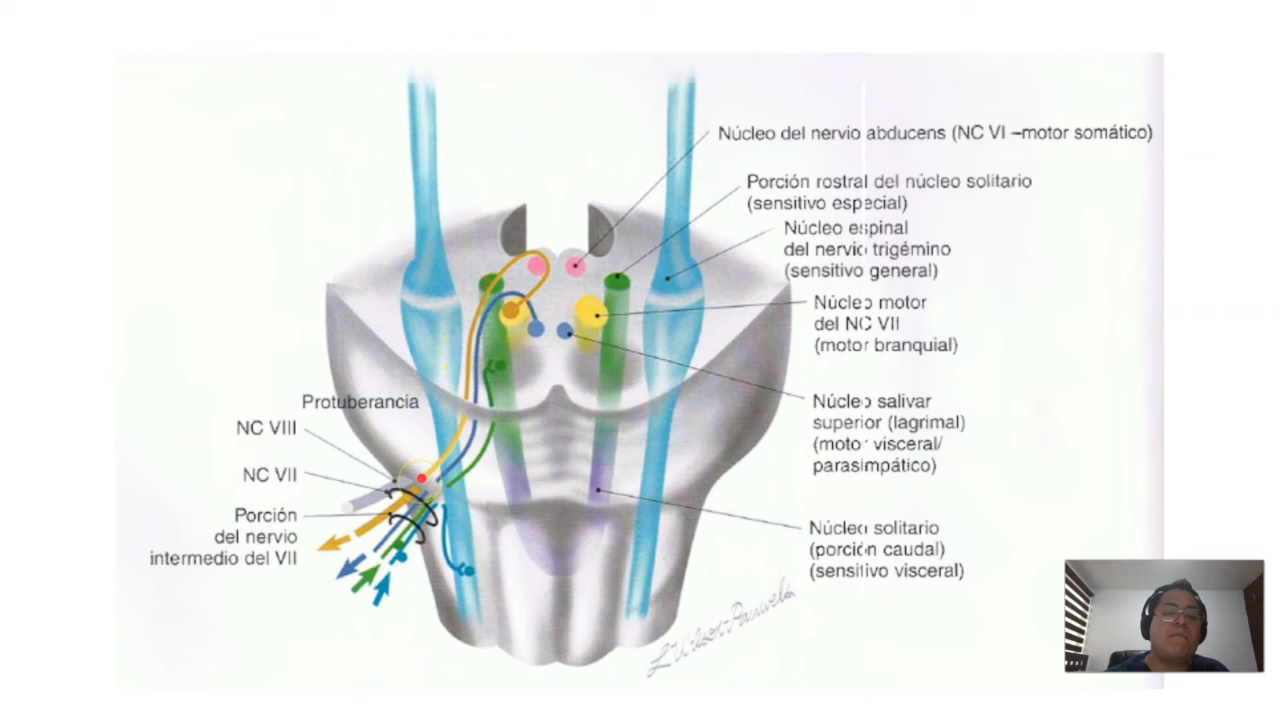 Núcleo del nervio abducens (NC VI –motor somático)
Porción rostral del núcleo solitario
(sensitivo especial)
Núcleo espinal
del nervio trigémino
(sensitivo general)
Núcleo motor
del NC VII
(motor branquial)
Núcleo salivar
superior (lagrimal)
(motor visceral/
parasimpático)
Núcleo solitario
(porción caudal)
(sensitivo visceral)
Protuberancia
NC VIII
NC VII
Porción
del nervio
intermedio del VII
L Wilson-Pauwels